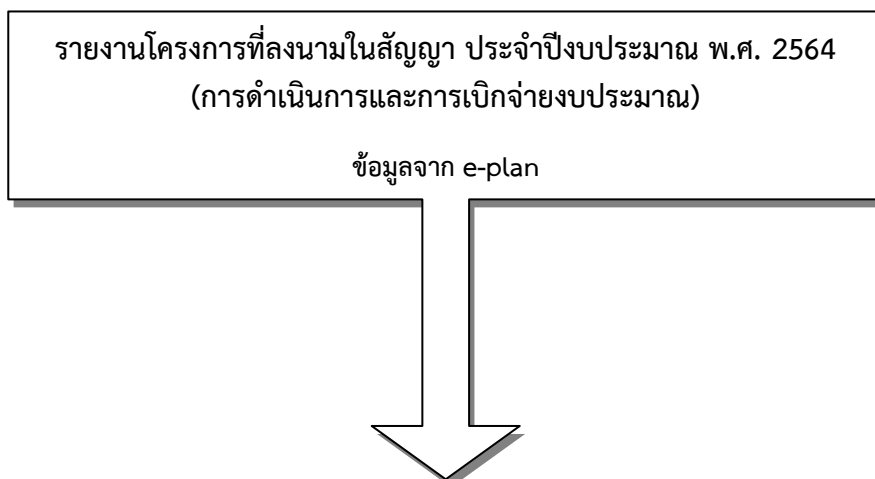 รายงานโครงการที่ลงนามในสัญญา ประจำปีงบประมาณ พ.ศ. 2564
(การดำเนินการและการเบิกจ่ายงบประมาณ)
ข้อมูลจาก e-plan